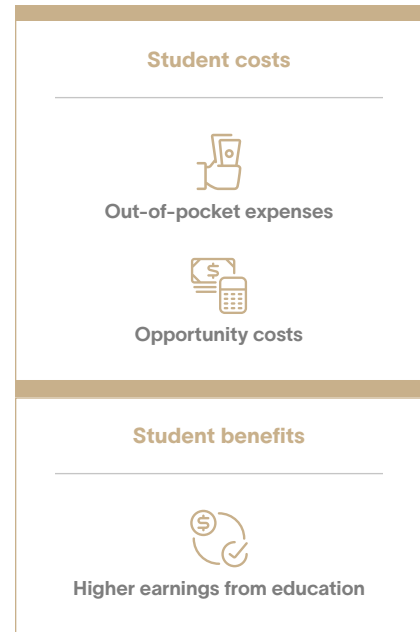 Student costs
Out-of-pocket expenses
$
Opportunity costs
Student benefits
$
Higher earnings from education